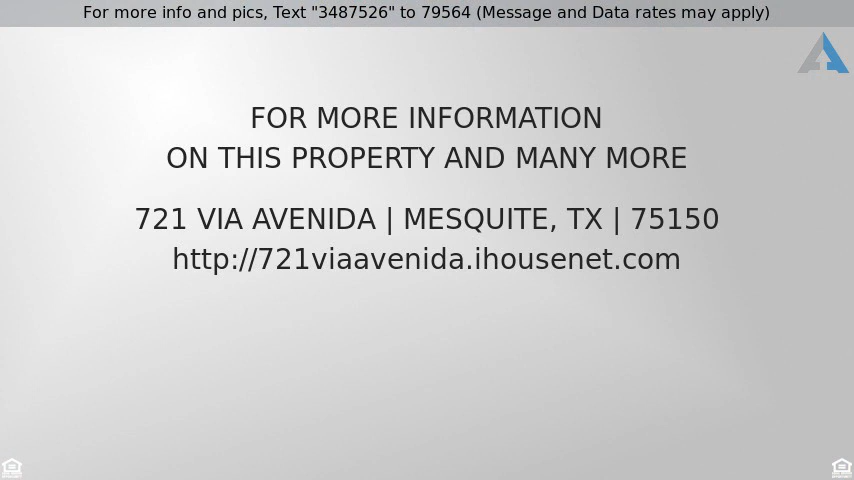 For more info and pics, Text "3487526" to 79564 (Message and Data rates may apply)
FOR MORE INFORMATION
ON THIS PROPERTY AND MANY MORE
721 VIA AVENIDA | MESQUITE, TX | 75150
http://721viaavenida.ihousenet.com